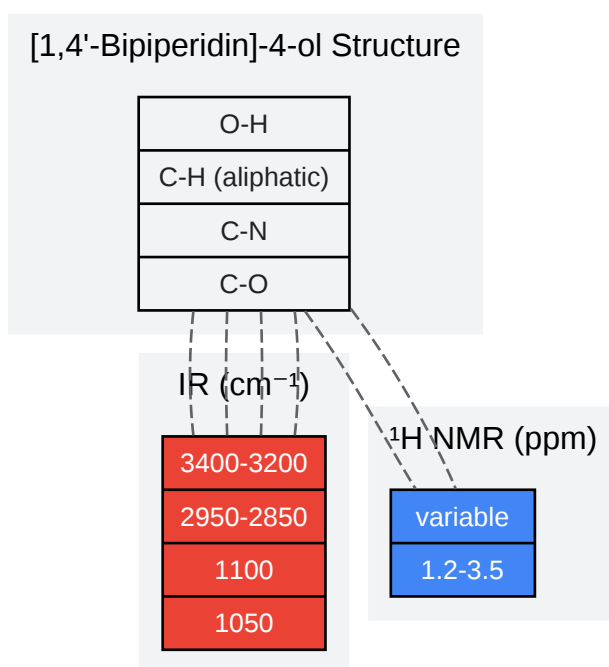 [1,4'-Bipiperidin]-4-ol Structure
O-H
C-H (aliphatic)
C-N
C-O
IR (cm⁻¹)
3400-3200
2950-2850
1100
1050
¹H NMR (ppm)
variable
1.2-3.5